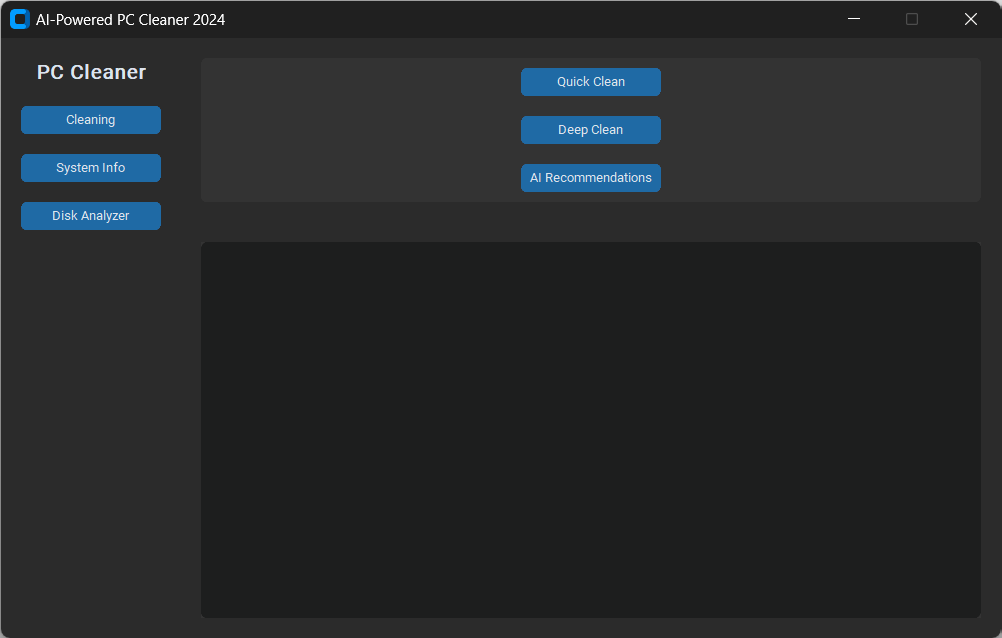 AI-Powered PC Cleaner 2024
PC Cleaner
Cleaning
System Info
Disk Analyzer
Quick Clean
Deep Clean
AI Recommendations